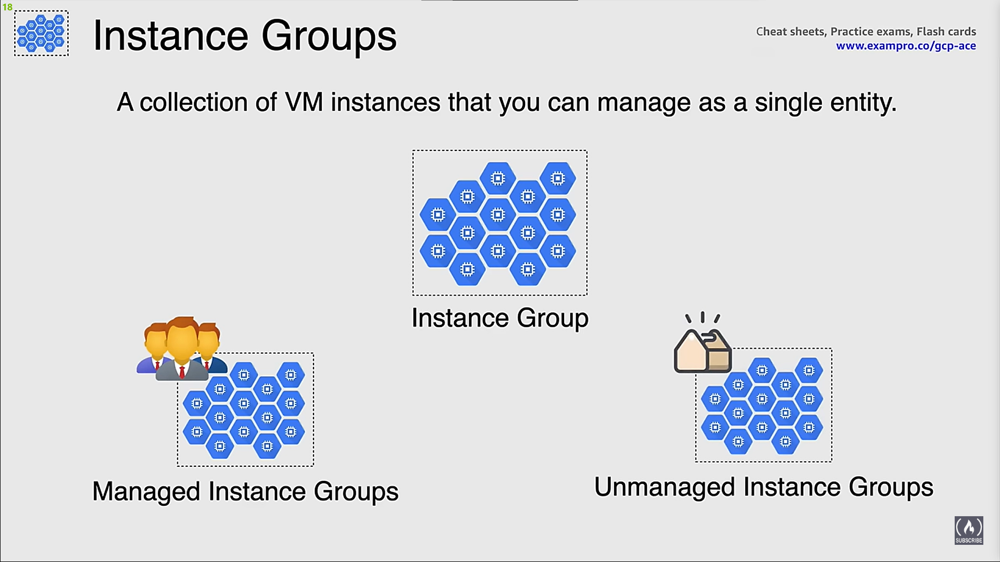 18
Instance Groups
Cheat sheets, Practice exams, Flash cards
www.exampro.co/gcp-ace
A collection of VM instances that you can manage as a single entity.
Instance Group
Managed Instance Groups
Unmanaged Instance Groups
SUBSCRIBE